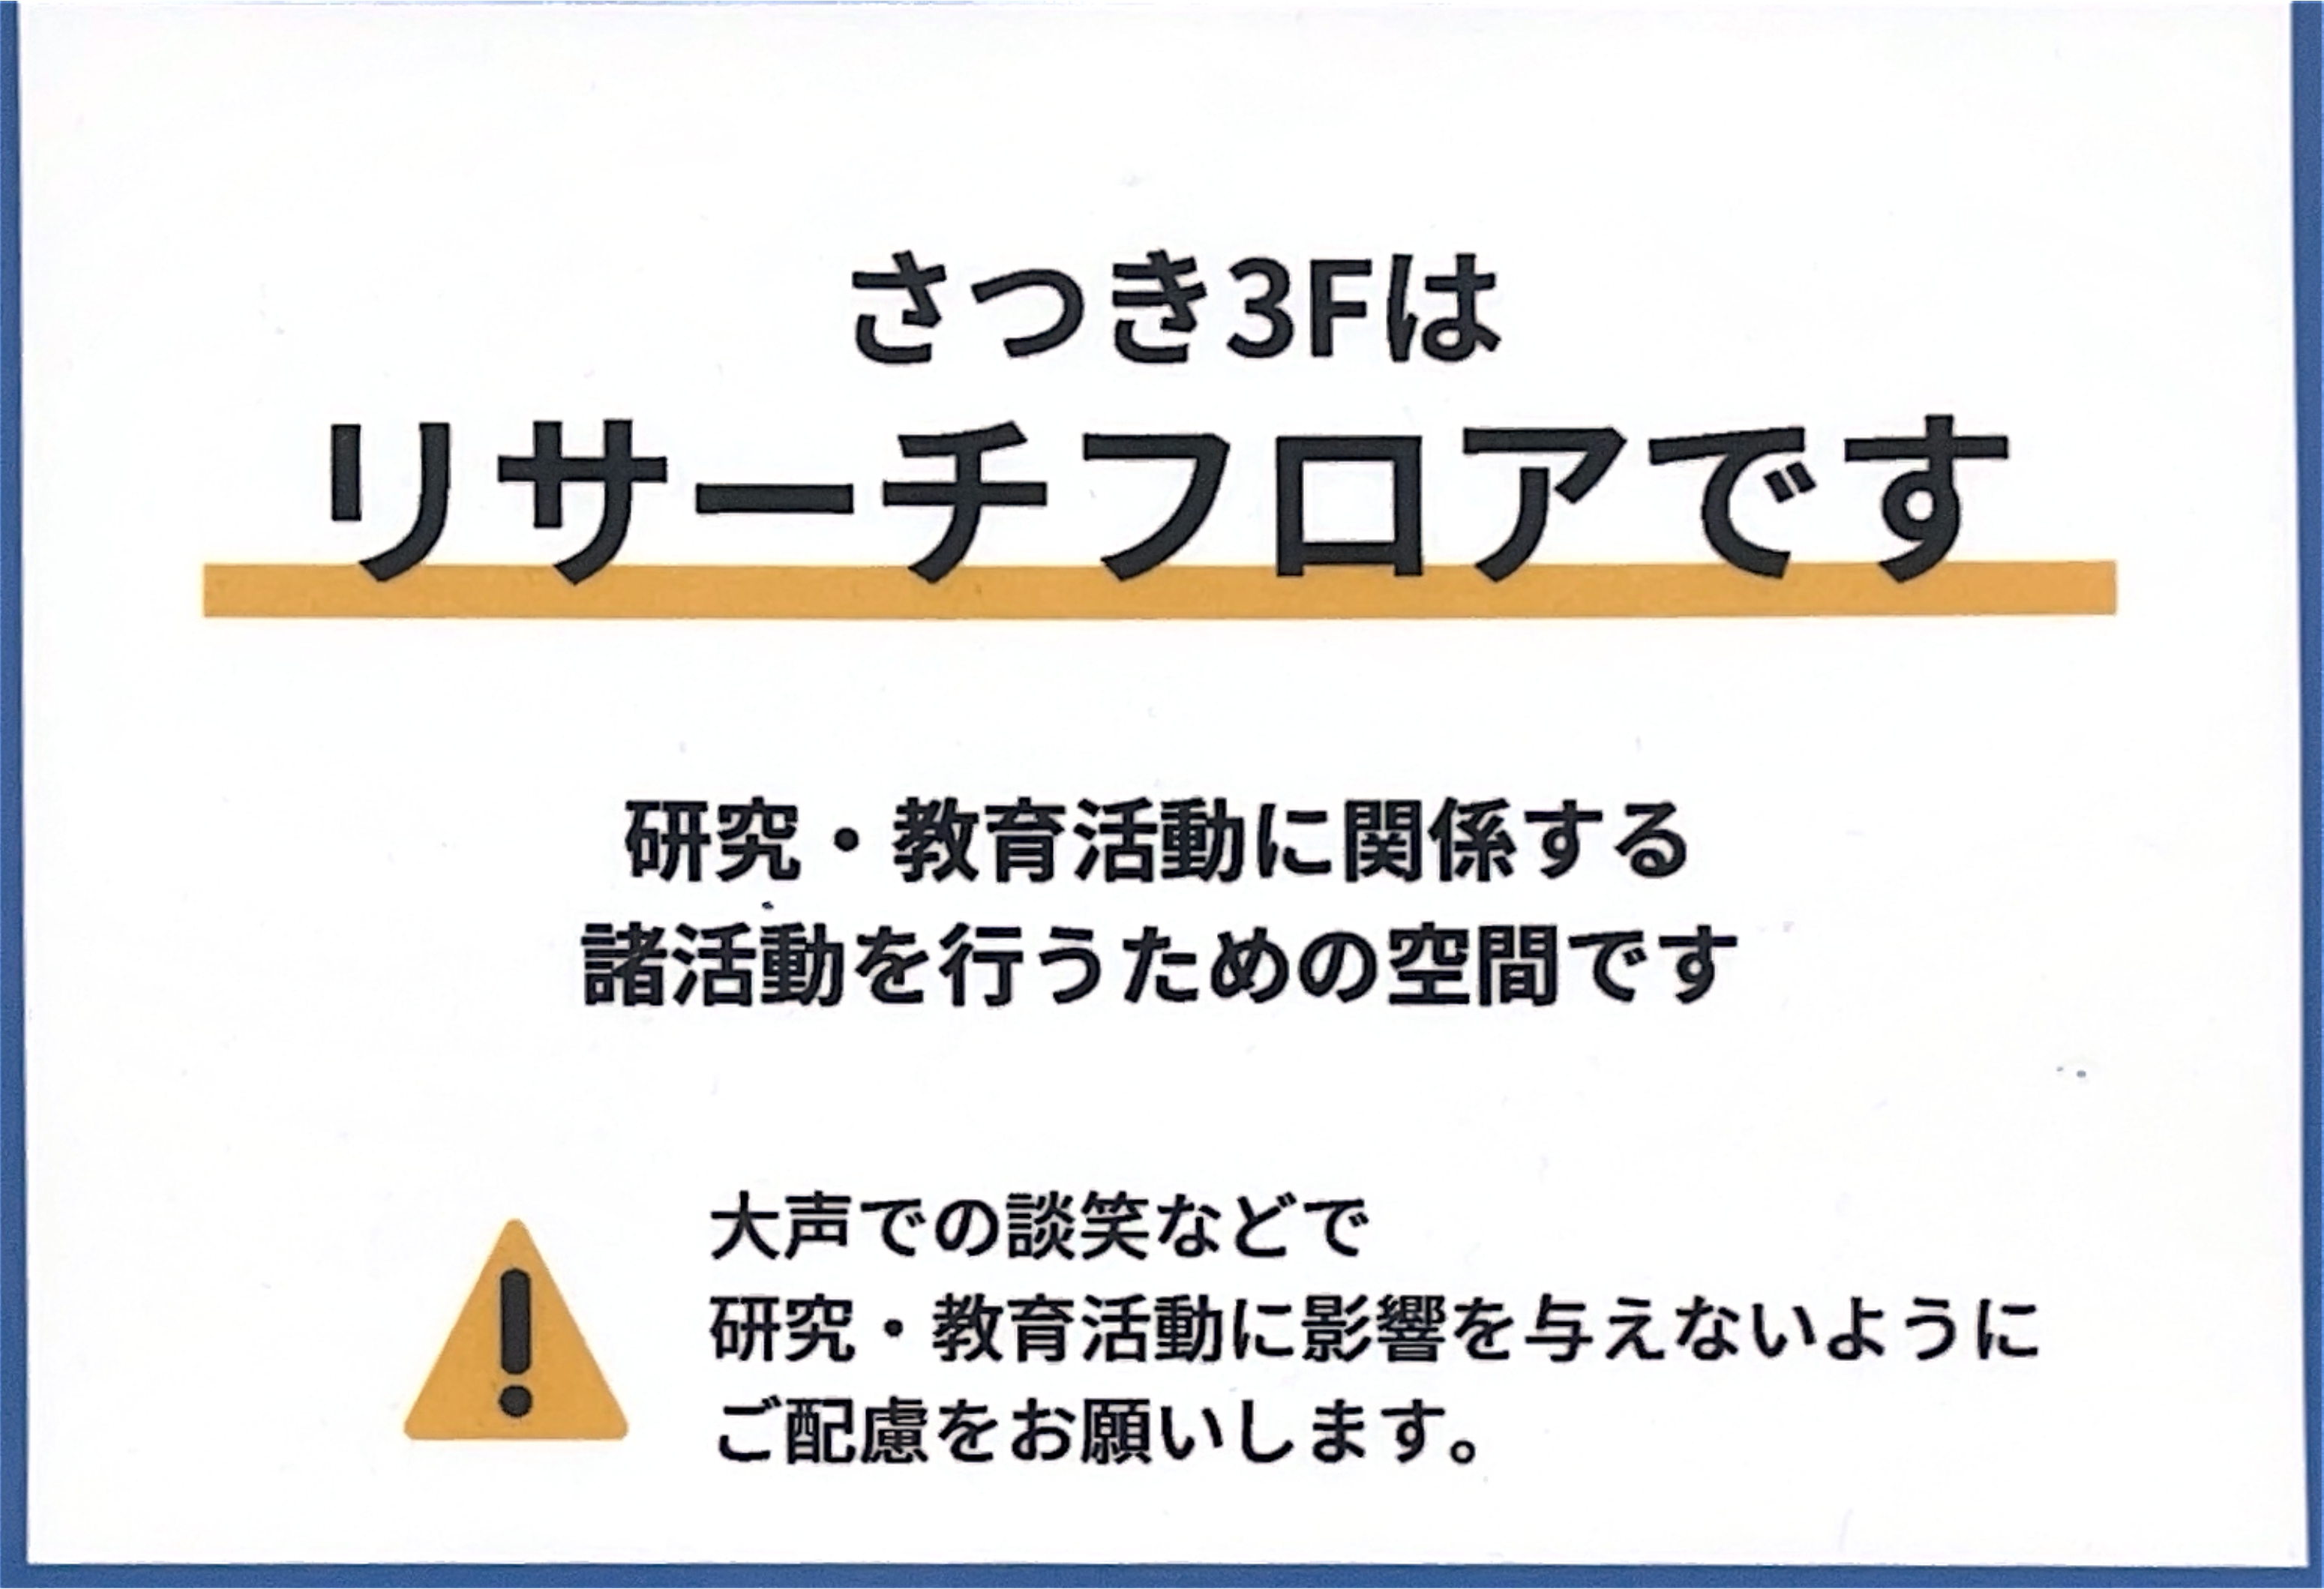 さつき3Fは
リサーチフロアです
研究・教育活動に関係する
諸活動を行うための空間です
大声での談笑などで
研究・教育活動に影響を与えないように
ご配慮をお願いします。